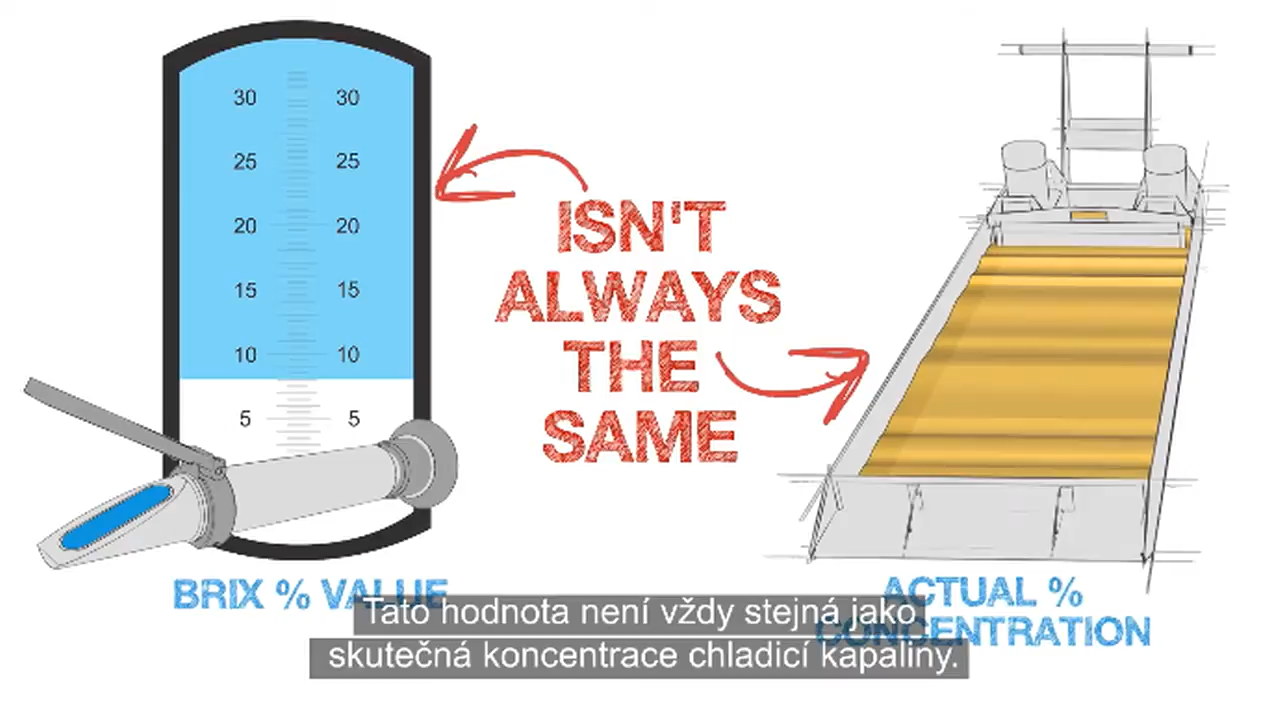 30 30
25 25
20 20
15 15
10 10
5 5
ISN'T
ALWAYS
THE
SAME
BRIX % VALUE
ACTUAL %
CONCENTRATION
Tato hodnota není vždy stejná jako
skutečná koncentrace chladicí kapaliny.